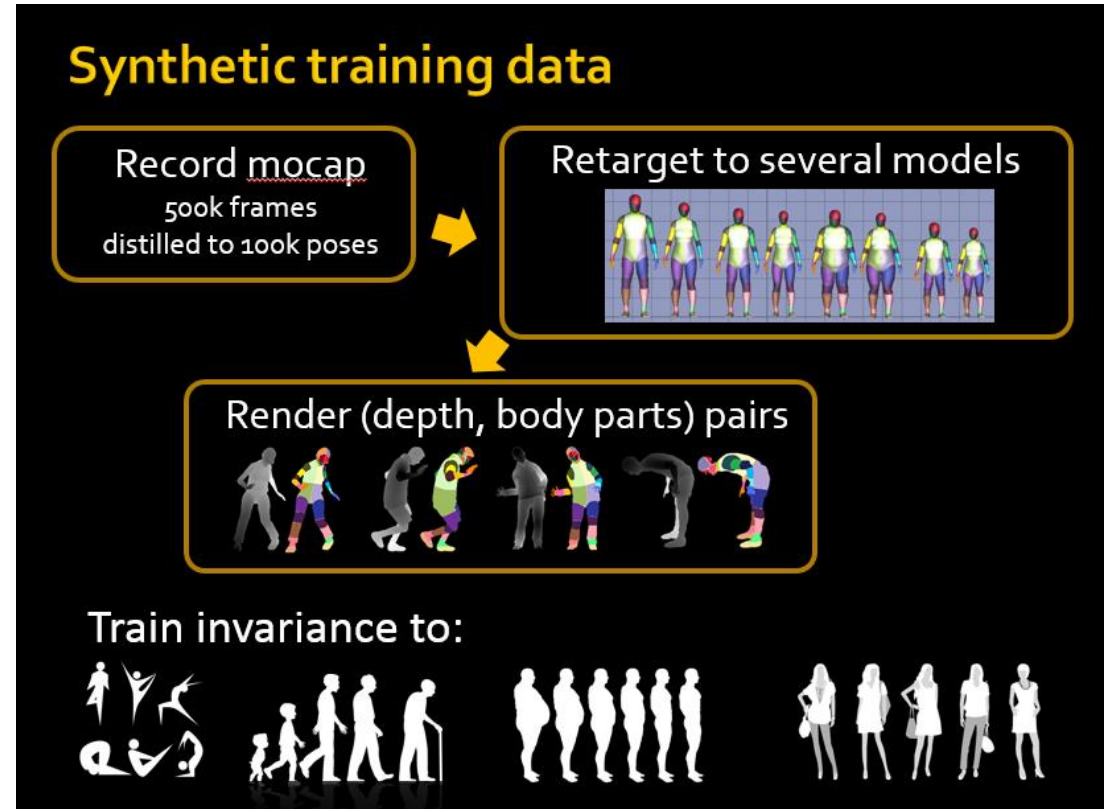 Synthetic training data
Record mocap
500k frames
distilled to 100k poses
Retarget to several models
Render (depth, body parts) pairs
Train invariance to: